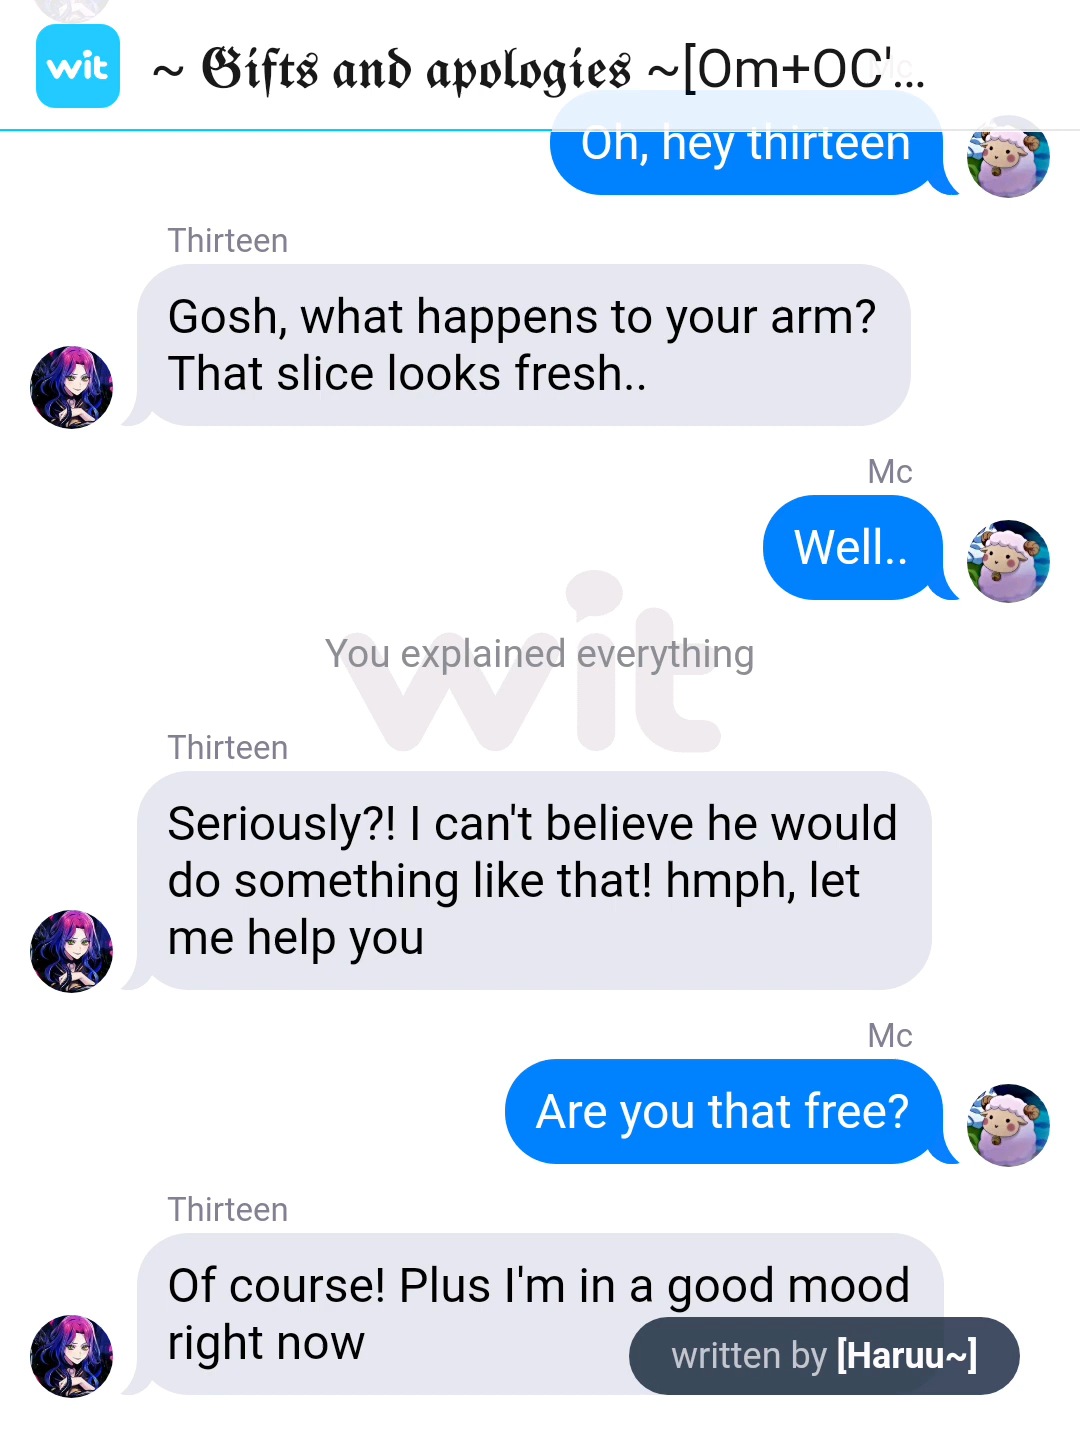 wit
~ 𝕲𝖎𝖋𝖙𝖘 𝖆𝖓𝖉 𝖆𝖕𝖔𝖑𝖔𝖌𝖎𝖊𝖘 ~[Om+OC'...
Mc
Oh, hey thirteen
Thirteen
Gosh, what happens to your arm?
That slice looks fresh..
Mc
Well..
wit
You explained everything
Thirteen
Seriously?! I can't believe he would
do something like that! hmph, let
me help you
Mc
Are you that free?
Thirteen
Of course! Plus I'm in a good mood
right now
written by [Haruu~]